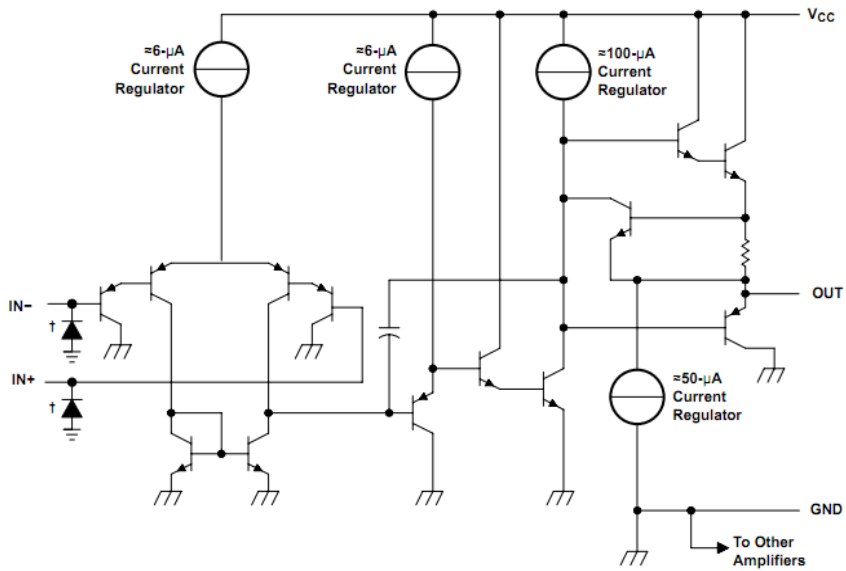 VCC
≈6-µA
Current
Regulator
≈6-µA
Current
Regulator
≈100-µA
Current
Regulator
IN−
†
IN+
†
OUT
≈50-µA
Current
Regulator
GND
To Other
Amplifiers